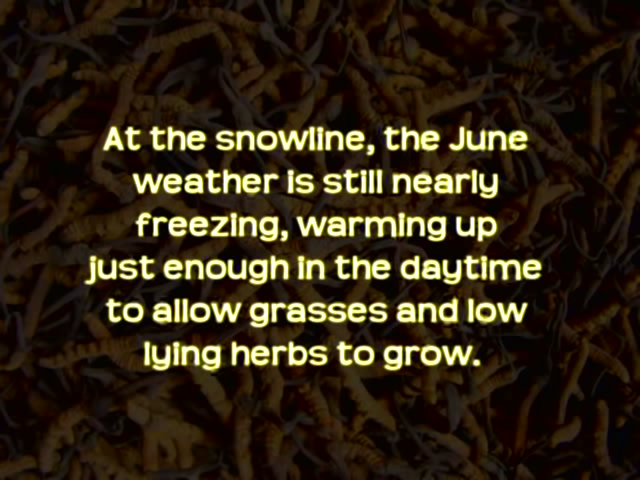 At the snowline, the June
weather is still nearly
freezing, warming up
just enough in the daytime
to allow grasses and low
lying herbs to grow.